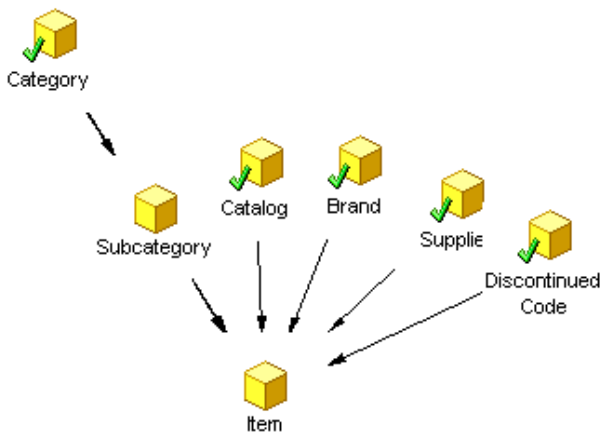 Category
Catalog
Brand
Subcategory
Supplie
Discontinued
Code
Item